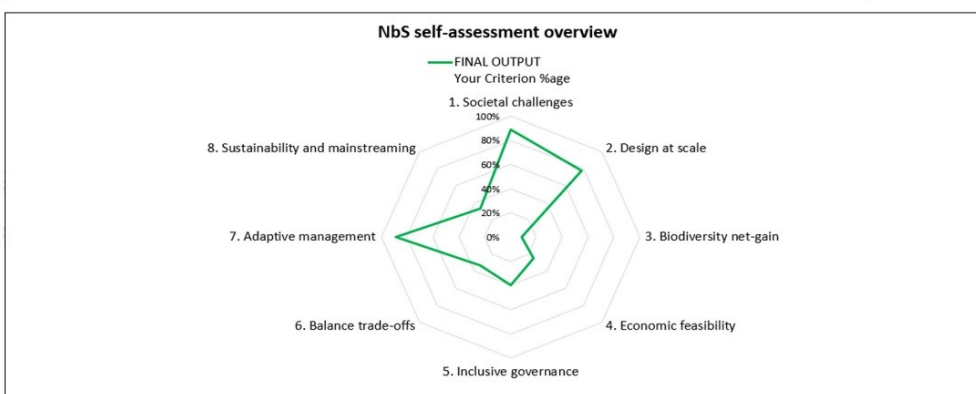 NbS self-assessment overview
FINAL OUTPUT
Your Criterion %age
1. Societal challenges
100%
8. Sustainability and mainstreaming
80%
2. Design at scale
60%
40%
20%
7. Adaptive management
0%
3. Biodiversity net-gain
6. Balance trade-offs
4. Economic feasibility
5. Inclusive governance